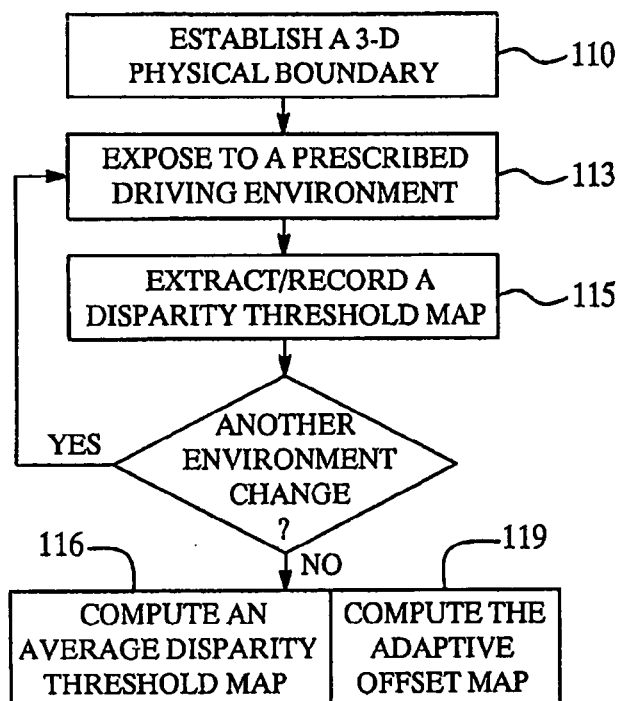 ESTABLISH A 3-D
PHYSICAL BOUNDARY
110
EXPOSE TO A PRESCRIBED
DRIVING ENVIRONMENT
113
EXTRACT/RECORD A
DISPARITY THRESHOLD MAP
115
YES
ANOTHER
ENVIRONMENT
CHANGE
?
NO
116
COMPUTE AN
AVERAGE DISPARITY
THRESHOLD MAP
119
COMPUTE THE
ADAPTIVE
OFFSET MAP